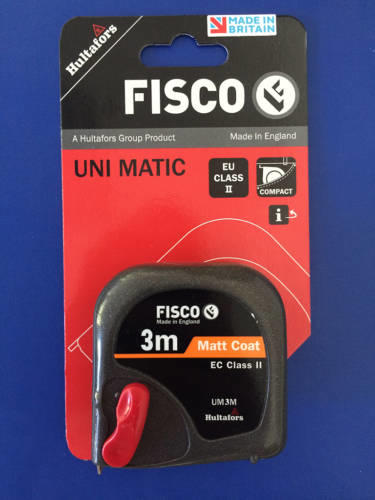 MADE IN
BRITAIN
Hultafors
FISCO
A Hultafors Group Product
Made In England
UNI MATIC
EU
CLASS
II
COMPACT
i
FISCO
Made in England
3m
Matt Coat
EC Class II
UM3M
Hultafors